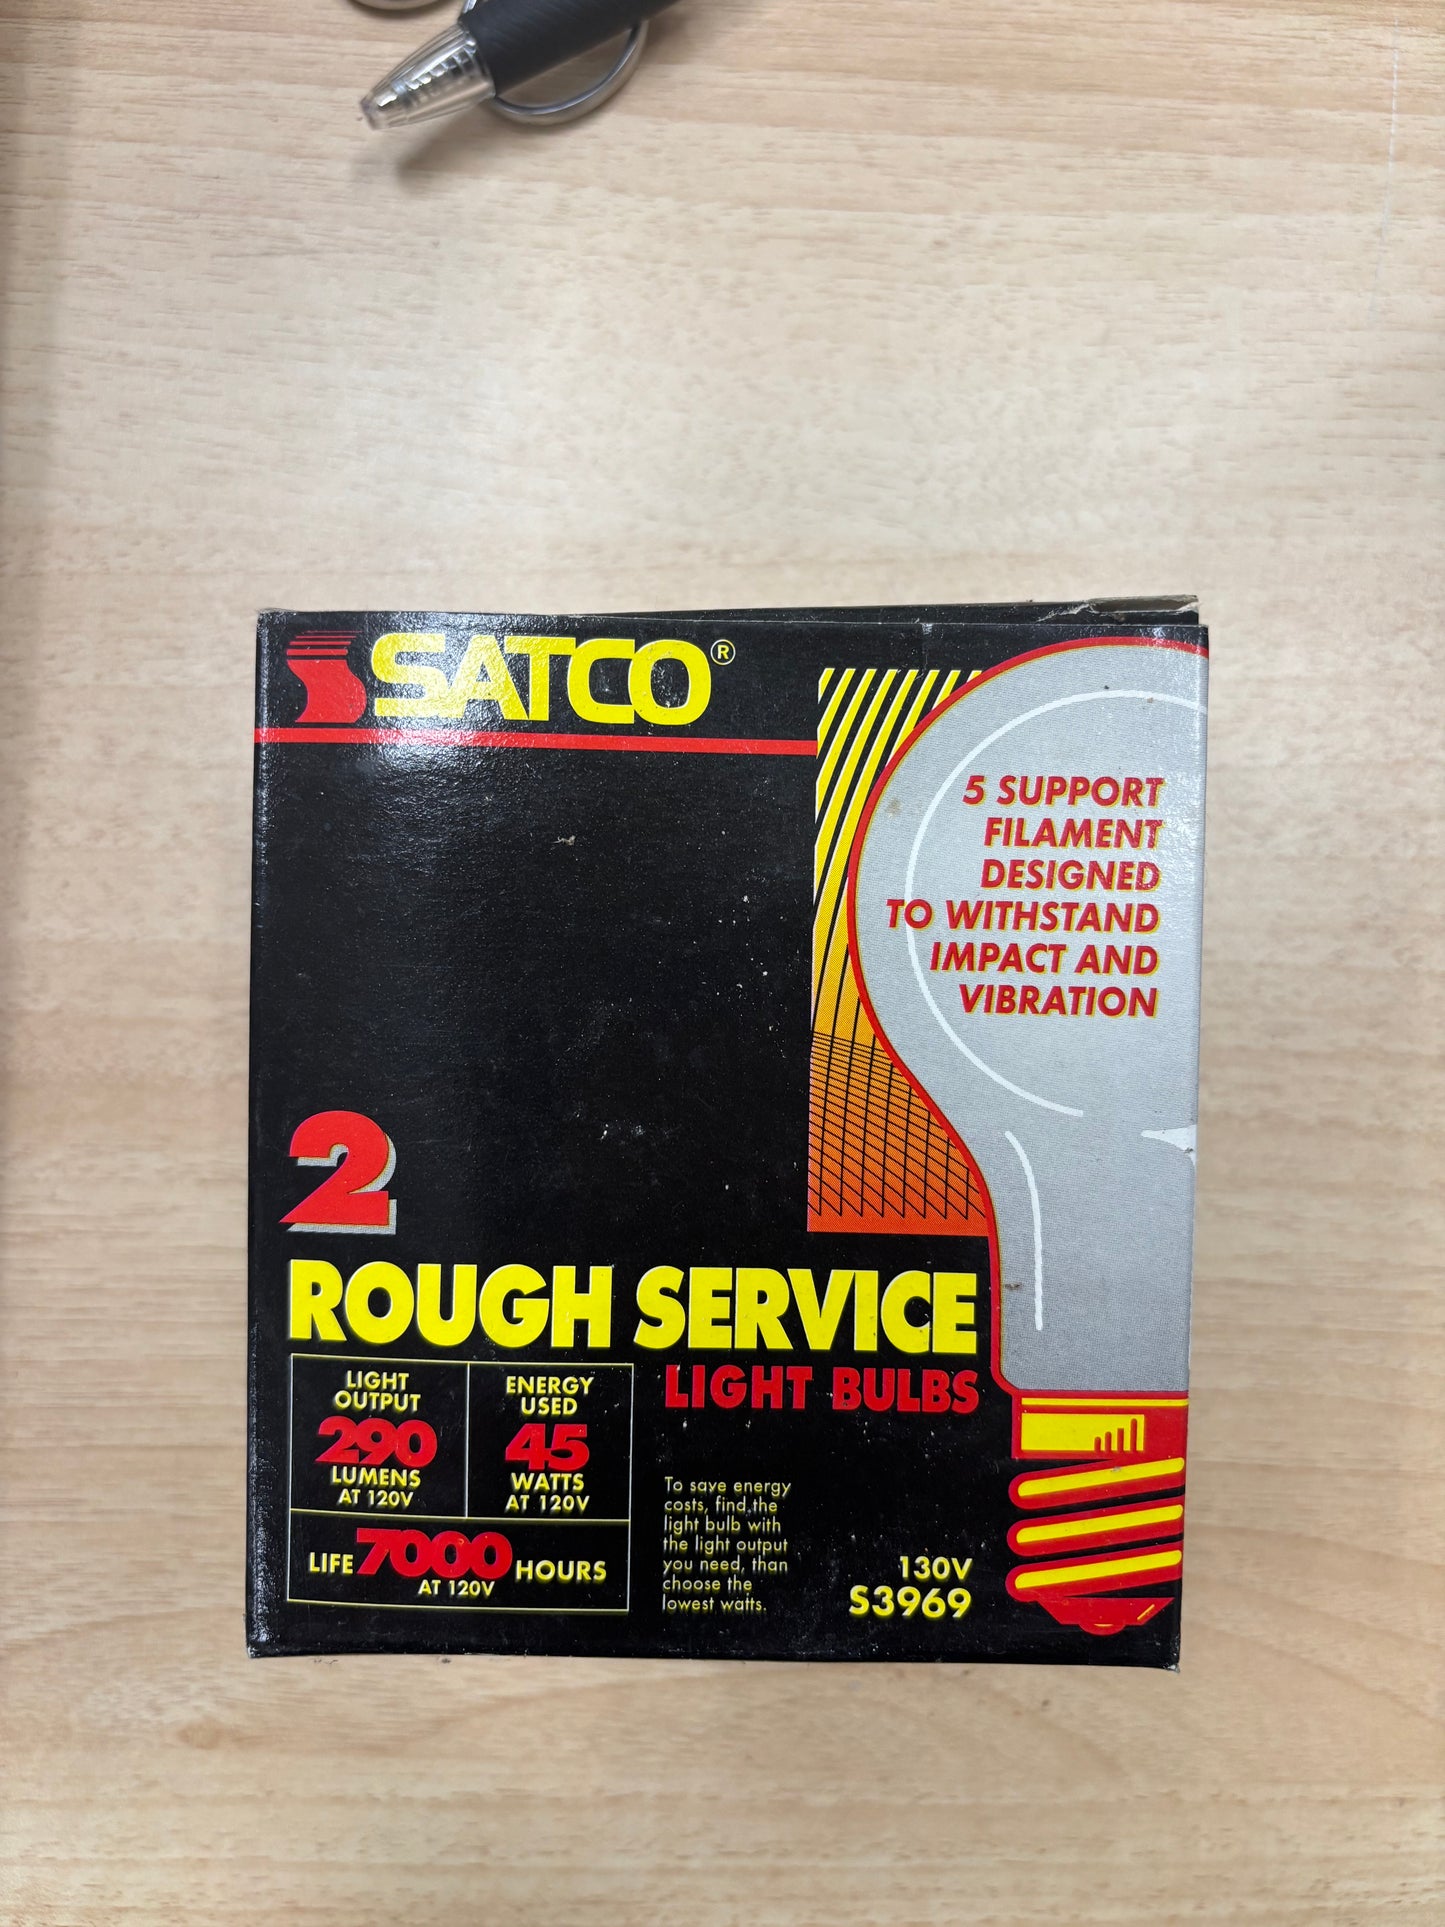 SATCO®
5 SUPPORT
FILAMENT
DESIGNED
TO WITHSTAND
IMPACT AND
VIBRATION
2
ROUGH SERVICE
LIGHT BULBS
LIGHT
OUTPUT
290
LUMENS
AT 120V
ENERGY
USED
45
WATTS
AT 120V
LIFE 7000 HOURS
AT 120V
To save energy
costs, find the
light bulb with
the light output
you need, than
choose the
lowest watts.
130V
S3969